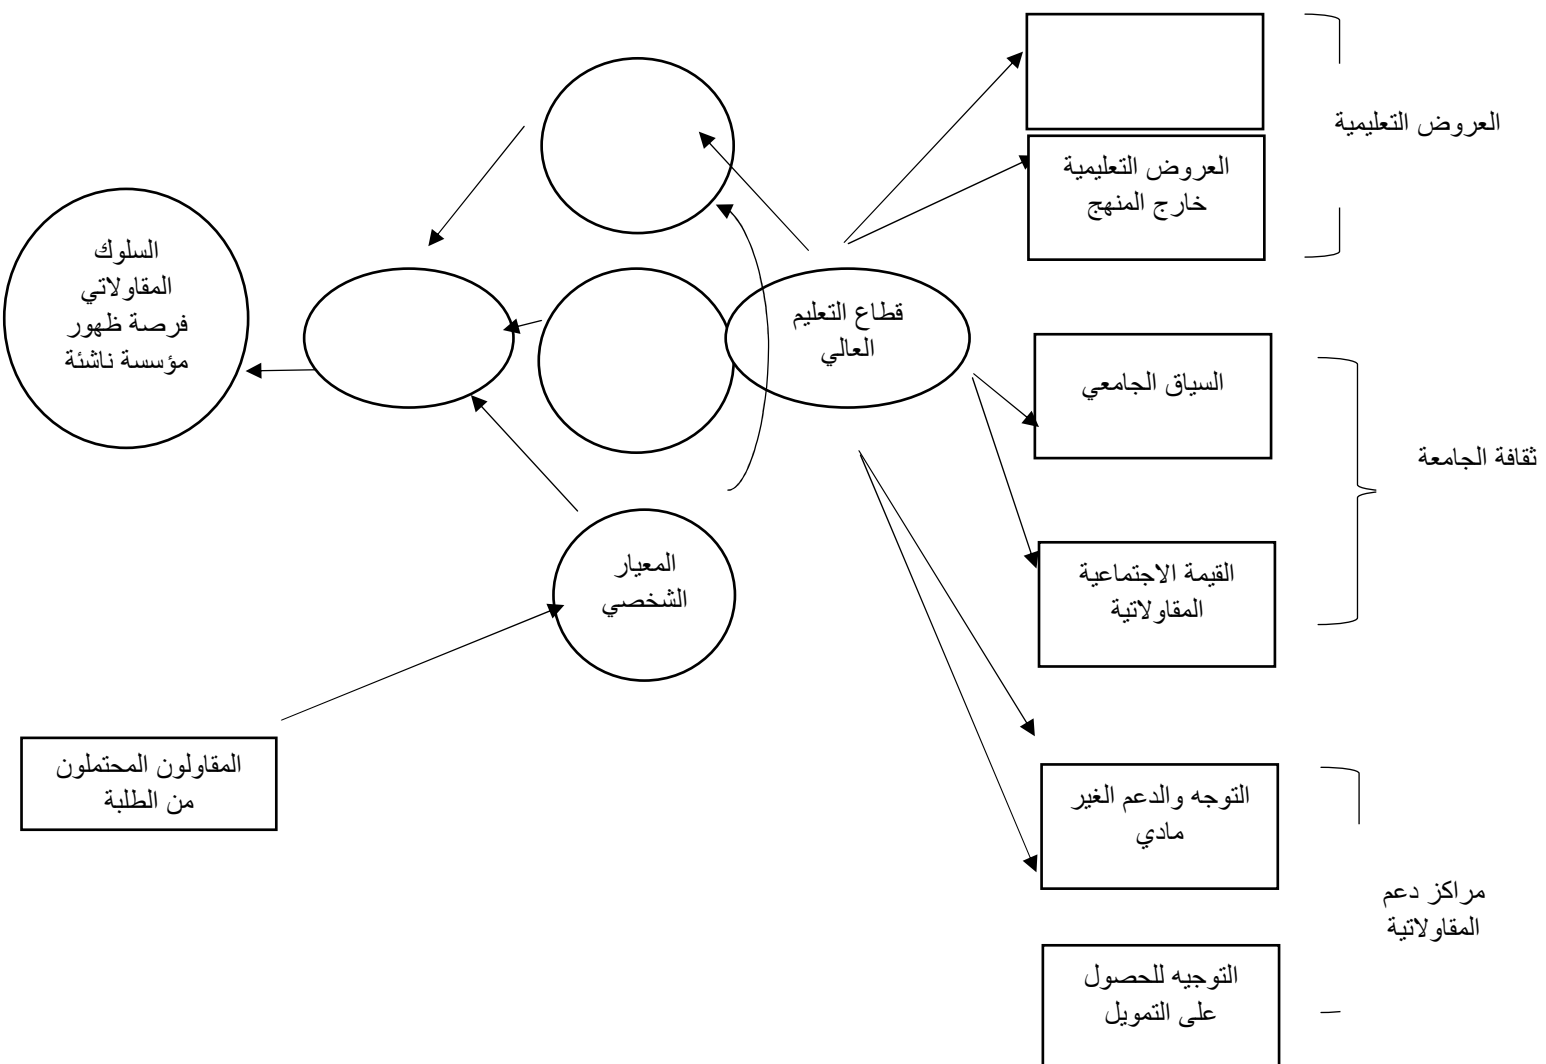 العروض التعليمية
العروض التعليمية
خارج المنهج
السلوك
المقاولاتي
فرصة ظهور
مؤسسة ناشئة
قطاع التعليم
العالي
السياق الجامعي
ثقافة الجامعة
المعيار
الشخصي
القيمة الاجتماعية
المقاولاتية
المقاولون المحتملون
من الطلبة
التوجه والدعم الغير
مادي
مراكز دعم
المقاولاتية
التوجيه للحصول
على التمويل